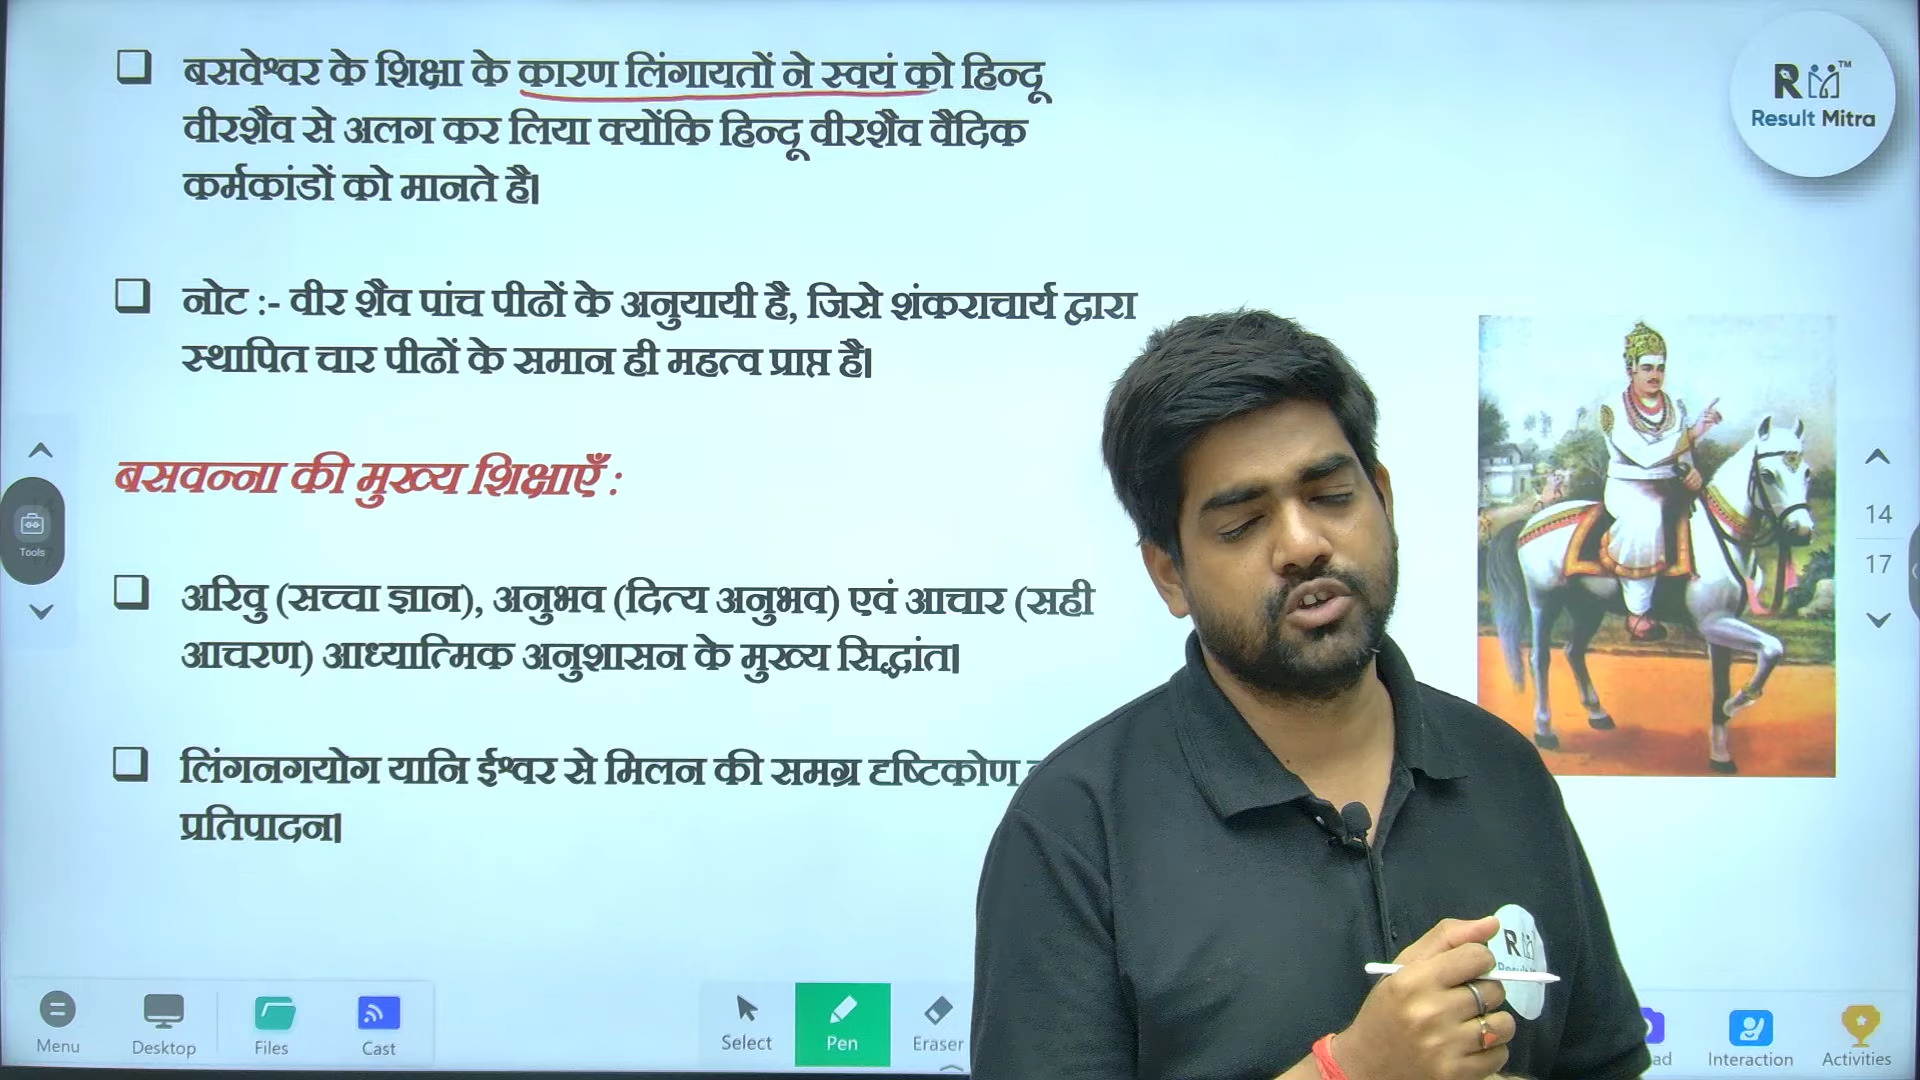 बसवेश्वर के शिक्षा के कारण लिंगायतों ने स्वयं को हिन्दू
वीरशैव से अलग कर लिया क्योंकि हिन्दू वीरशैव वैदिक
कर्मकांडों को मानते है।
नोट :- वीर शैव पांच पीढों के अनुयायी है, जिसे शंकराचार्य द्वारा
स्थापित चार पीढों के समान ही महत्व प्राप्त है।
बसवन्ना की मुख्य शिक्षाएँ :
अरिवु (सच्चा ज्ञान), अनुभव (दित्य अनुभव) एवं आचार (सही
आचरण) आध्यात्मिक अनुशासन के मुख्य सिद्धांत।
लिंगनगयोग यानि ईश्वर से मिलन की समग्र दृष्टिकोण
प्रतिपादन।
R TM
Result Mitra
14
17
Tools
Menu
Desktop
Files
Cast
Select
Pen
Eraser
Interaction
Activities
R